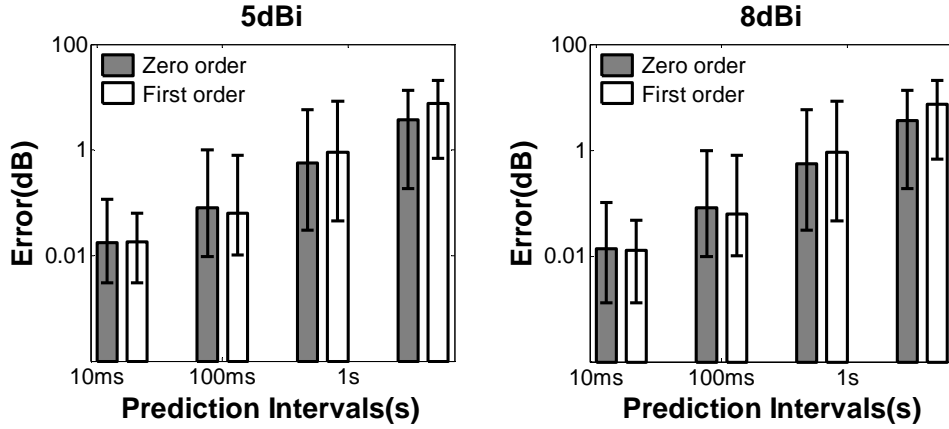 5dBi
100
1
0.01
Error(dB)
Zero order
First order
10ms 100ms 1s
Prediction Intervals(s)
8dBi
100
1
0.01
Error(dB)
Zero order
First order
10ms 100ms 1s
Prediction Intervals(s)